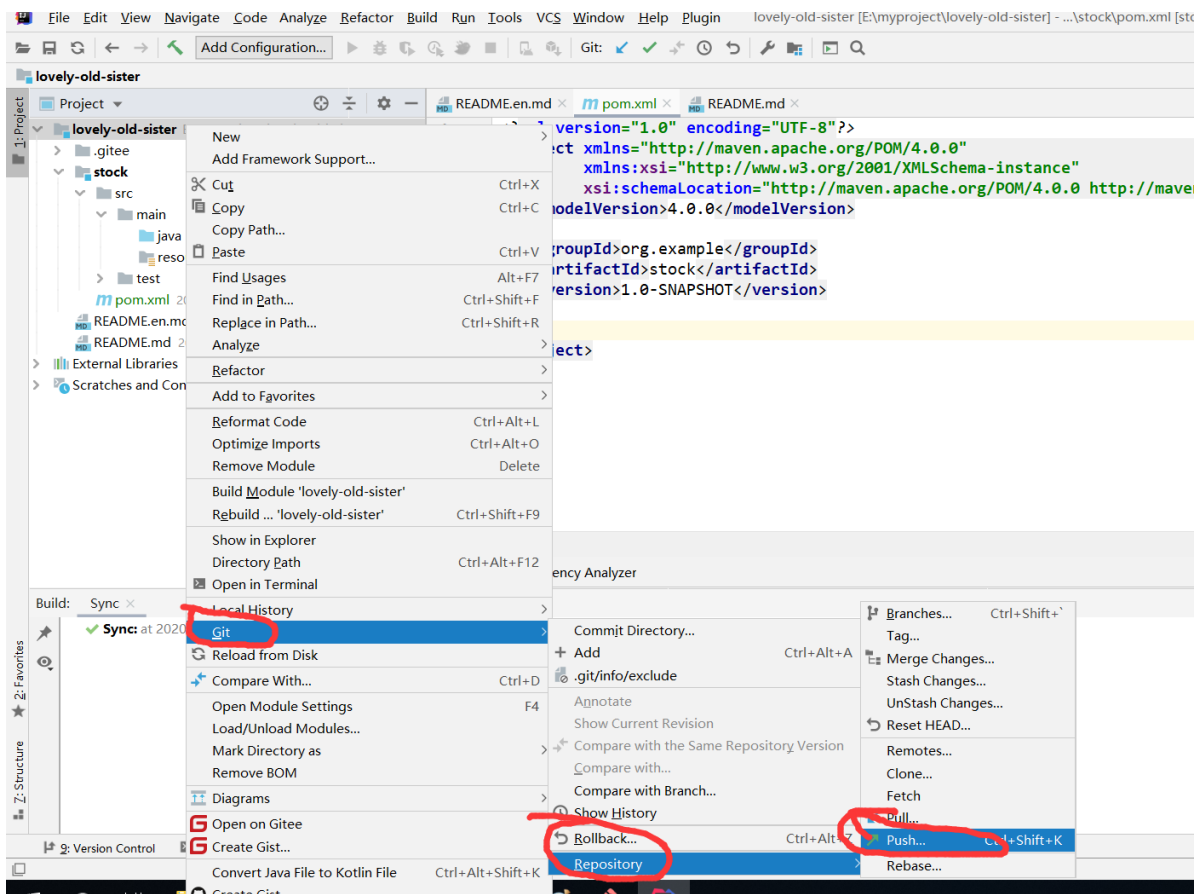 File Edit View Navigate Code Analyze Refactor Build Run Tools VCS Window Help Plugin lovely-old-sister [E:\myproject\lovely-old-sister] - ...\stock\pom.xml [sto
Add Configuration... Git:
lovely-old-sister
1: Project
Project
README.en.md
pom.xml
README.md
lovely-old-sister
.gitee
stock
src
main
java
reso
test
pom.xml
README.en.md
README.md
External Libraries
Scratches and Con
version="1.0" encoding="UTF-8"?>
ect xmlns="http://maven.apache.org/POM/4.0.0"
xmlns:xsi="http://www.w3.org/2001/XMLSchema-instance"
xsi:schemaLocation="http://maven.apache.org/POM/4.0.0 http://mave
modelVersion>4.0.0</modelVersion>
groupId>org.example</groupId>
artifactId>stock</artifactId>
version>1.0-SNAPSHOT</version>
ject>
New
Add Framework Support...
Cut Ctrl+X
Copy Ctrl+C
Copy Path...
Paste Ctrl+V
Find Usages Alt+F7
Find in Path... Ctrl+Shift+F
Replace in Path... Ctrl+Shift+R
Analyze
Refactor
Add to Favorites
Reformat Code Ctrl+Alt+L
Optimize Imports Ctrl+Alt+O
Remove Module Delete
Build Module 'lovely-old-sister'
Rebuild ... 'lovely-old-sister' Ctrl+Shift+F9
Show in Explorer
Directory Path Ctrl+Alt+F12
Open in Terminal
Local History
Git
Reload from Disk
Compare With... Ctrl+D
Open Module Settings F4
Load/Unload Modules...
Mark Directory as
Remove BOM
Diagrams
Open on Gitee
Create Gist...
Convert Java File to Kotlin File Ctrl+Alt+Shift+K
Create Gist
ency Analyzer
Build: Sync
Sync: at 2020
2: Favorites
Z: Structure
9: Version Control
Commit Directory...
Add Ctrl+Alt+A
.git/info/exclude
Annotate
Show Current Revision
Compare with the Same Repository Version
Compare with...
Compare with Branch...
Show History
Rollback... Ctrl+Alt+Z
Repository
Branches... Ctrl+Shift+`
Tag...
Merge Changes...
Stash Changes...
UnStash Changes...
Reset HEAD...
Remotes...
Clone...
Fetch
Pull...
Push... Ctrl+Shift+K
Rebase...